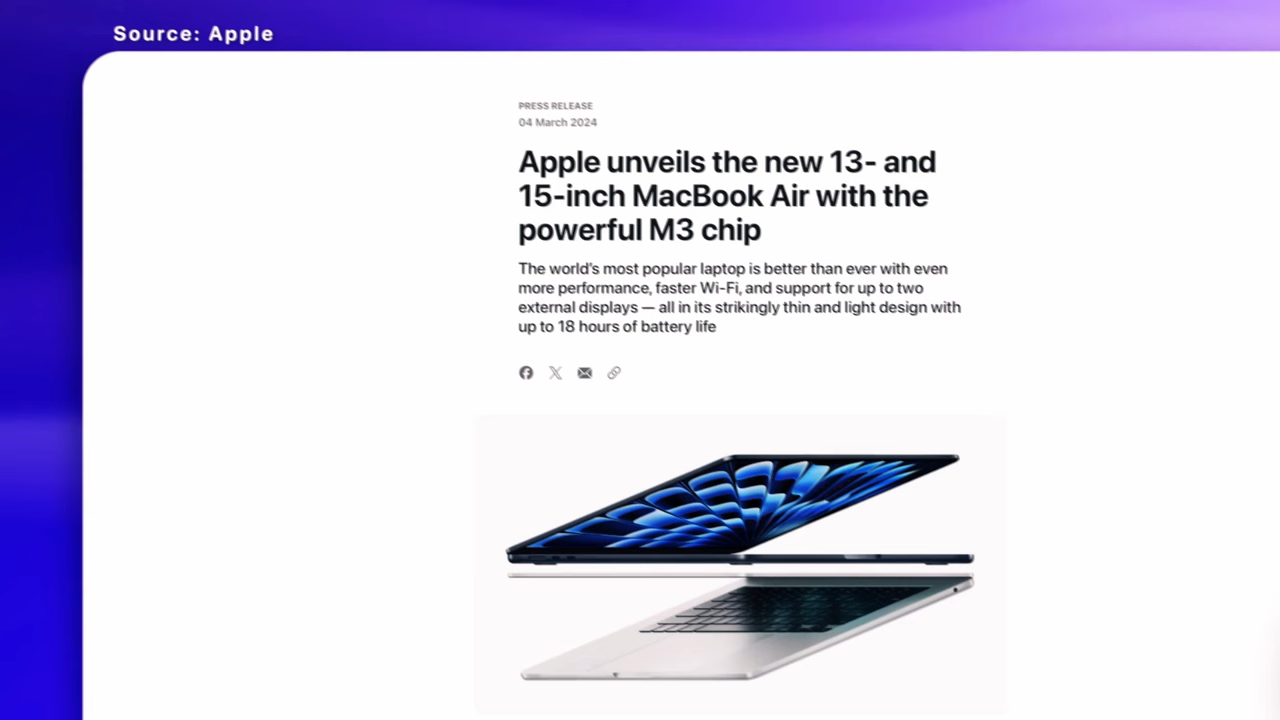 Source: Apple
PRESS RELEASE
04 March 2024
Apple unveils the new 13- and
15-inch MacBook Air with the
powerful M3 chip
The world's most popular laptop is better than ever with even
more performance, faster Wi-Fi, and support for up to two
external displays — all in its strikingly thin and light design with
up to 18 hours of battery life